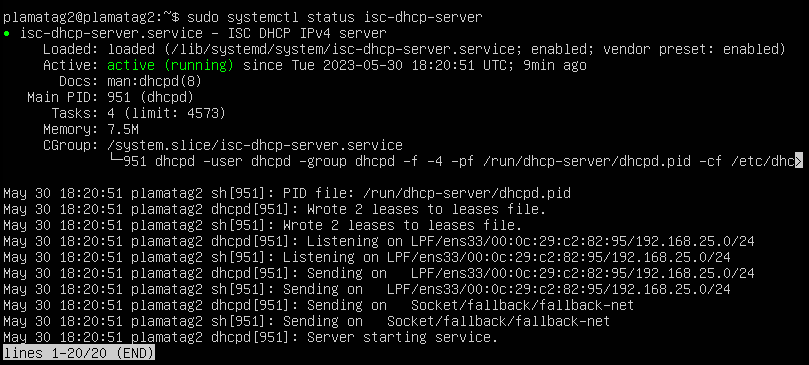 plamatag2@plamatag2:~$ sudo systemctl status isc-dhcp-server
● isc-dhcp-server.service – ISC DHCP IPv4 server
Loaded: loaded (/lib/systemd/system/isc-dhcp-server.service; enabled; vendor preset: enabled)
Active: active (running) since Tue 2023-05-30 18:20:51 UTC; 9min ago
Docs: man:dhcpd(8)
Main PID: 951 (dhcpd)
Tasks: 4 (limit: 4573)
Memory: 7.5M
CGroup: /system.slice/isc-dhcp-server.service
└─951 dhcpd -user dhcpd -group dhcpd -f -4 -pf /run/dhcp-server/dhcpd.pid -cf /etc/dhc>
May 30 18:20:51 plamatag2 sh[951]: PID file: /run/dhcp-server/dhcpd.pid
May 30 18:20:51 plamatag2 dhcpd[951]: Wrote 2 leases to leases file.
May 30 18:20:51 plamatag2 sh[951]: Wrote 2 leases to leases file.
May 30 18:20:51 plamatag2 dhcpd[951]: Listening on LPF/ens33/00:0c:29:c2:82:95/192.168.25.0/24
May 30 18:20:51 plamatag2 sh[951]: Listening on LPF/ens33/00:0c:29:c2:82:95/192.168.25.0/24
May 30 18:20:51 plamatag2 dhcpd[951]: Sending on   LPF/ens33/00:0c:29:c2:82:95/192.168.25.0/24
May 30 18:20:51 plamatag2 sh[951]: Sending on   LPF/ens33/00:0c:29:c2:82:95/192.168.25.0/24
May 30 18:20:51 plamatag2 dhcpd[951]: Sending on   Socket/fallback/fallback-net
May 30 18:20:51 plamatag2 sh[951]: Sending on   Socket/fallback/fallback-net
May 30 18:20:51 plamatag2 dhcpd[951]: Server starting service.
lines 1-20/20 (END)